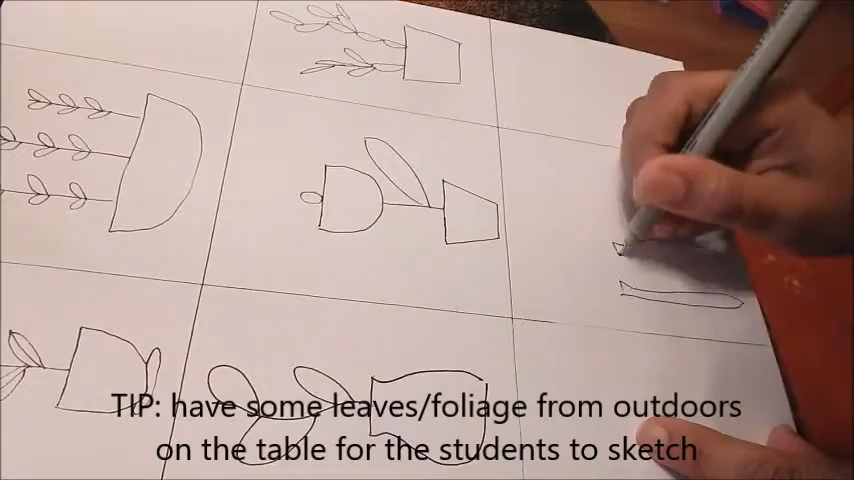 TIP: have some leaves/foliage from outdoors
on the table for the students to sketch